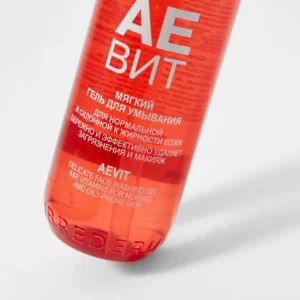 АЕ
ВИТ
МЯГКИЙ
ГЕЛЬ ДЛЯ УМЫВАНИЯ
ДЛЯ НОРМАЛЬНОЙ
И СКЛОННОЙ К ЖИРНОСТИ КОЖИ
БЕРЕЖНО И ЭФФЕКТИВНО УДАЛЯЕТ
ЗАГРЯЗНЕНИЯ И МАКИЯЖ
AEVIT
DELICATE FACE WASHING GEL
A&E VITAMINS FOR NORMAL
AND OILY-PRONE SKIN
BREDERM